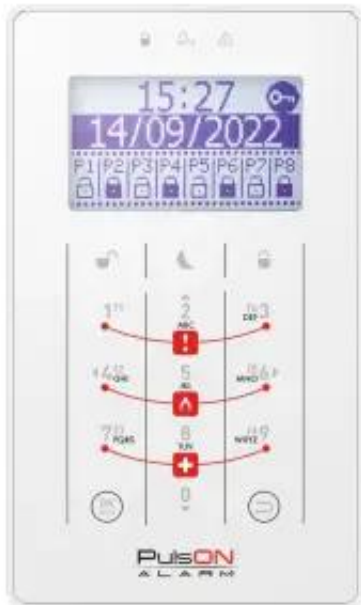 15:27
14/09/2022
P1 P2 P3 P4 P5 P6 P7 P8
1 2 3
ABC DEF
!
4 5 6
GHI JKL MNO
7 8 9
PQRS TUV WXYZ
0
PulsON
ALARM